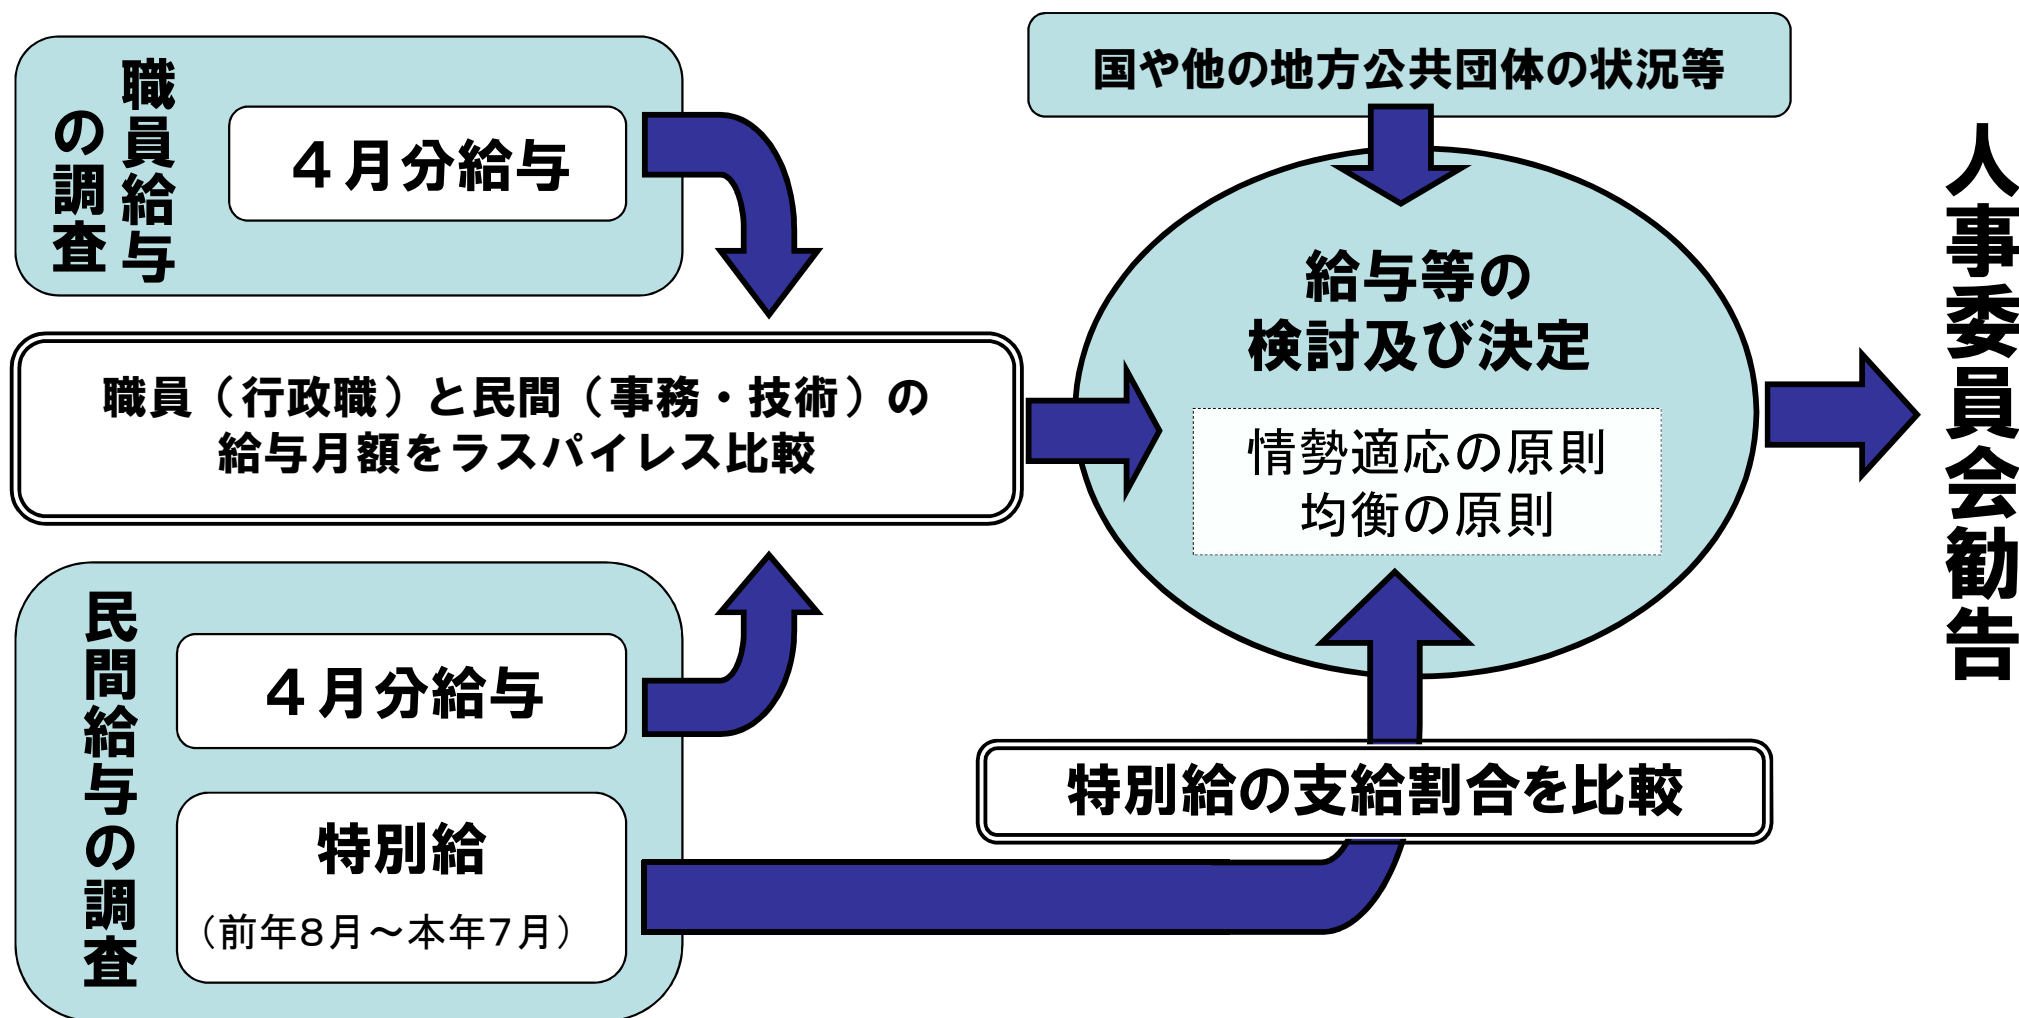 職員給与
の調査
４月分給与
職員（行政職）と民間（事務・技術）の
給与月額をラスパイレス比較
民間給与の調査
４月分給与
特別給
（前年８月～本年７月）
国や他の地方公共団体の状況等
給与等の
検討及び決定
情勢適応の原則
均衡の原則
特別給の支給割合を比較
人事委員会勧告